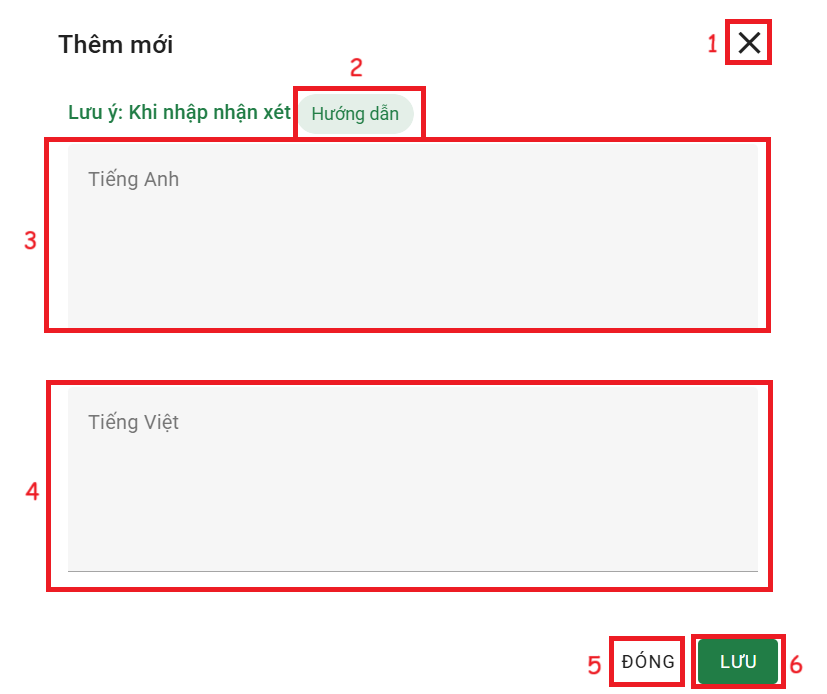 Thêm mới
1
2
Lưu ý: Khi nhập nhận xét Hướng dẫn
Tiếng Anh
3
Tiếng Việt
4
5 ĐÓNG LƯU 6